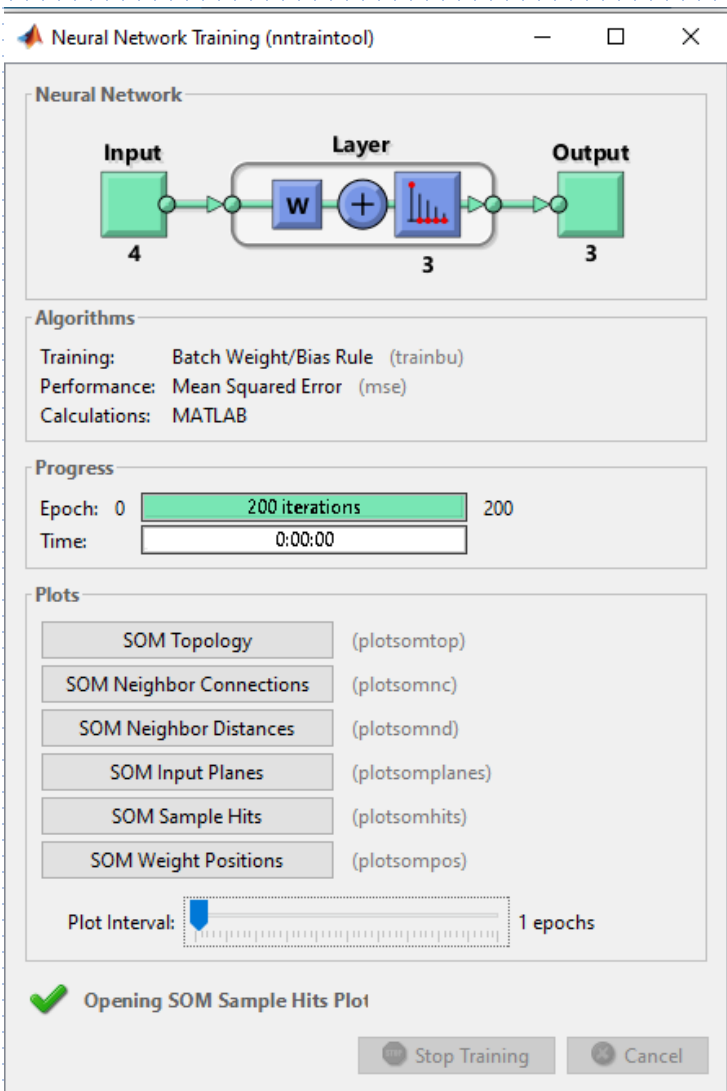 Neural Network Training (nntraintool)
Neural Network
Input
Layer
Output
W
+
4
3
3
Algorithms
Training: Batch Weight/Bias Rule (trainbu)
Performance: Mean Squared Error (mse)
Calculations: MATLAB
Progress
Epoch: 0 200 iterations 200
Time: 0:00:00
Plots
SOM Topology (plotsomtop)
SOM Neighbor Connections (plotsomnc)
SOM Neighbor Distances (plotsomnd)
SOM Input Planes (plotsomplanes)
SOM Sample Hits (plotsomhits)
SOM Weight Positions (plotsompos)
Plot Interval: 1 epochs
Opening SOM Sample Hits Plot
Stop Training Cancel